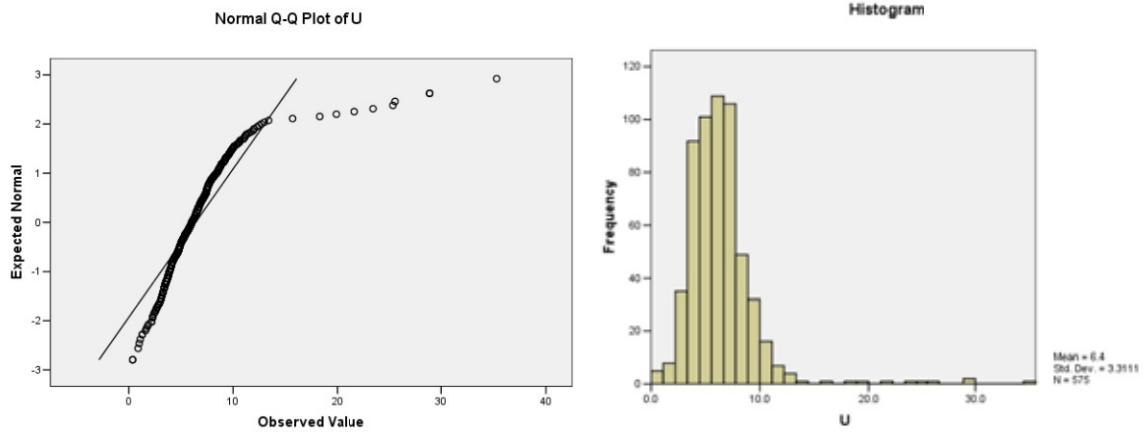 Normal Q-Q Plot of U
3
2
1
0
-1
-2
-3
Expected Normal
0 10 20 30 40
Observed Value
Histogram
120
100
80
60
40
20
0
Frequency
0.0 10.0 20.0 30.0
U
Mean = 6.4
Std. Dev. = 3.3111
N = 575